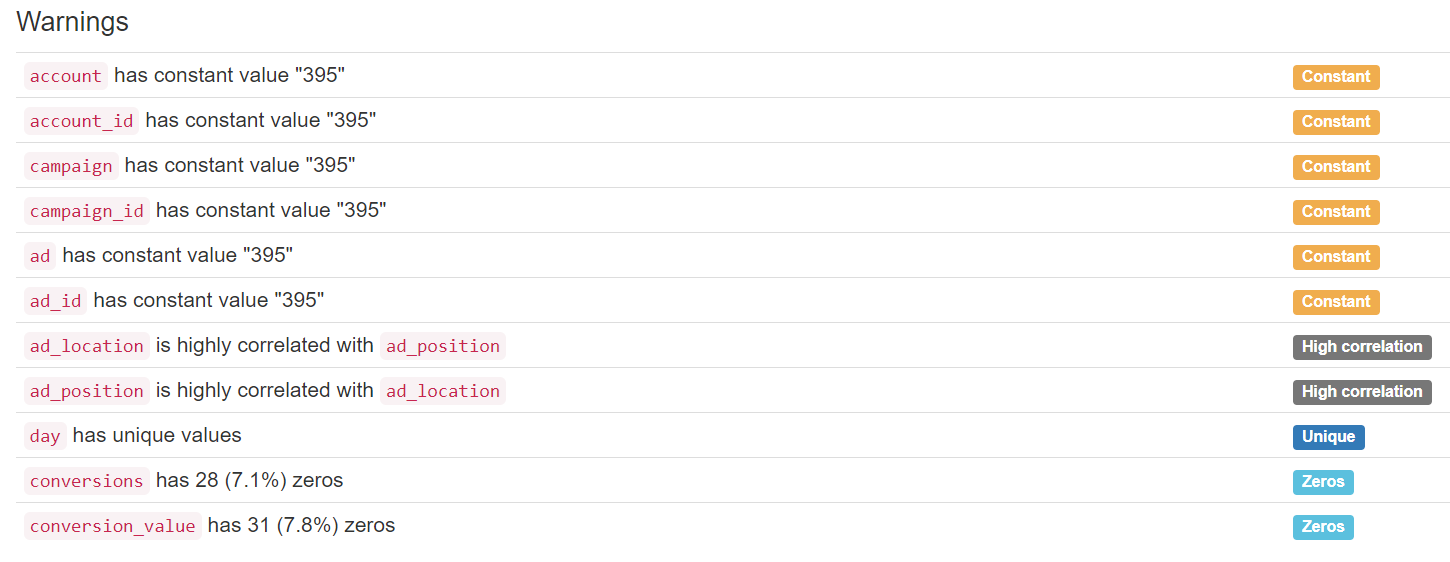 Warnings
account has constant value "395" Constant
account_id has constant value "395" Constant
campaign has constant value "395" Constant
campaign_id has constant value "395" Constant
ad has constant value "395" Constant
ad_id has constant value "395" Constant
ad_location is highly correlated with ad_position High correlation
ad_position is highly correlated with ad_location High correlation
day has unique values Unique
conversions has 28 (7.1%) zeros Zeros
conversion_value has 31 (7.8%) zeros Zeros